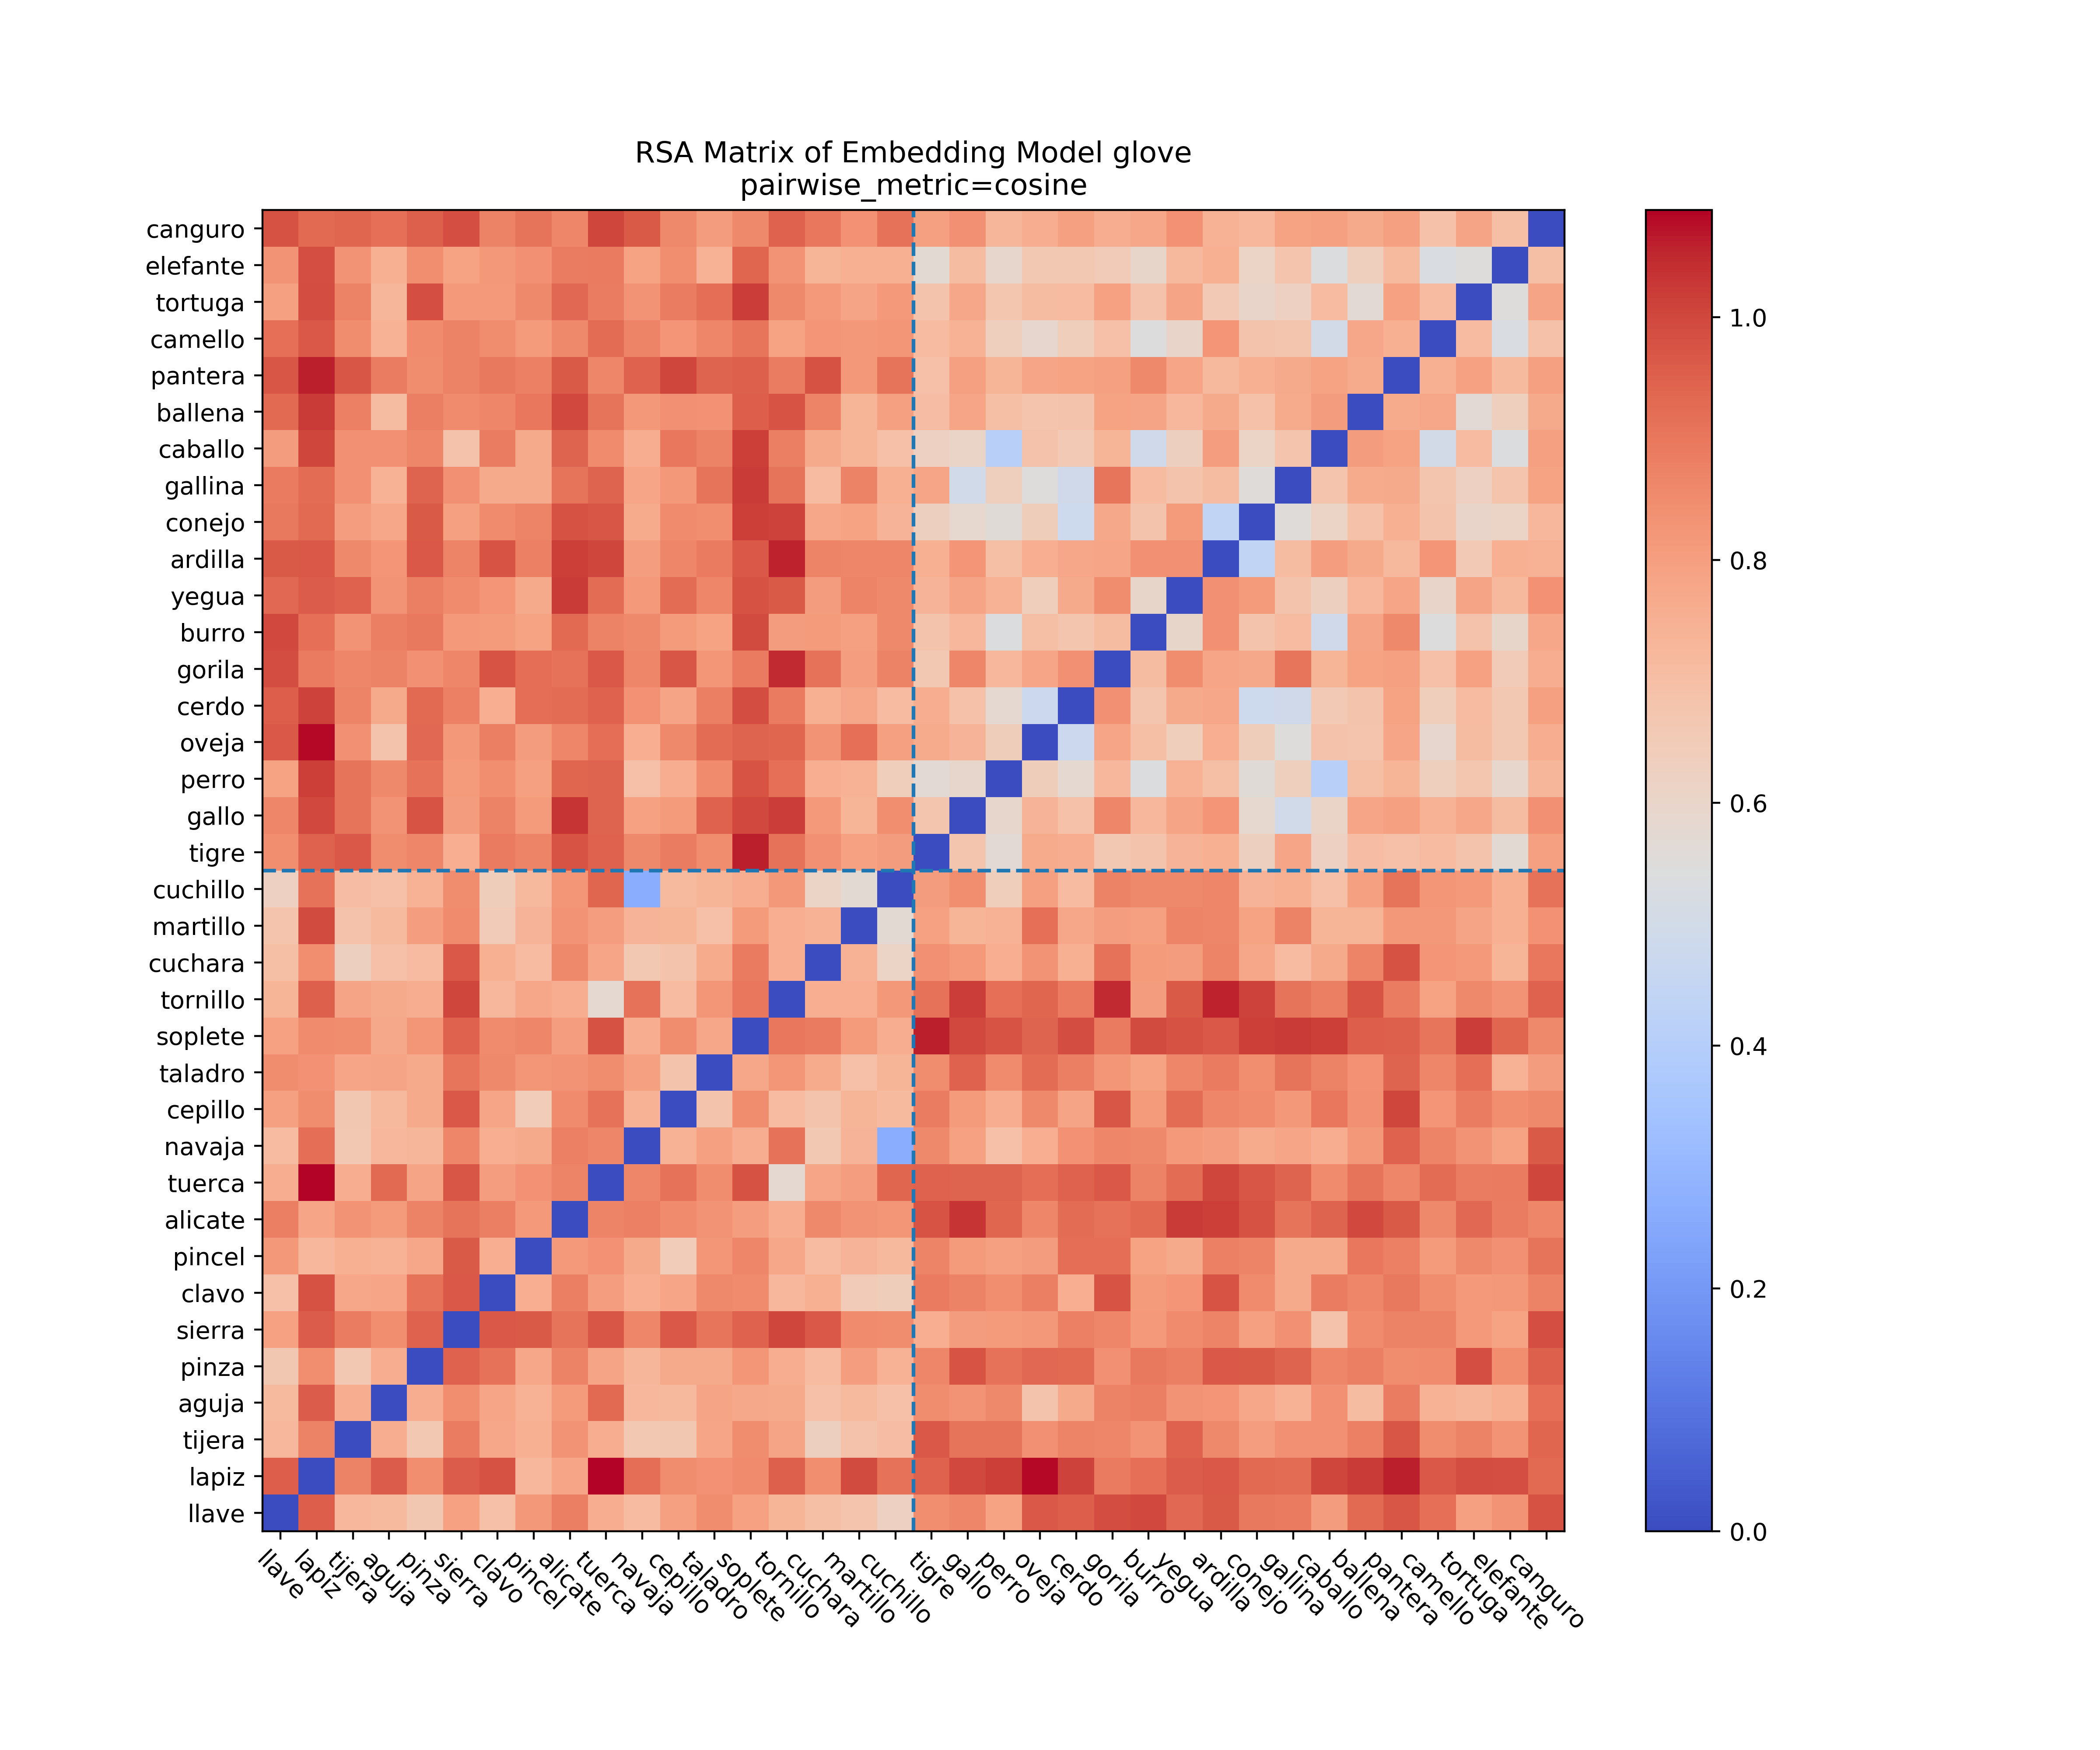 RSA Matrix of Embedding Model glove
pairwise_metric=cosine
canguro
elefante
tortuga
camello
pantera
ballena
caballo
gallina
conejo
ardilla
yegua
burro
gorila
cerdo
oveja
perro
gallo
tigre
cuchillo
martillo
cuchara
tornillo
soplete
taladro
cepillo
navaja
tuerca
alicate
pincel
clavo
sierra
pinza
aguja
tijera
lapiz
llave
llave
lapiz
tijera
aguja
pinza
sierra
clavo
pincel
alicate
tuerca
navaja
cepillo
taladro
soplete
tornillo
cuchara
martillo
cuchillo
tigre
gallo
perro
oveja
cerdo
gorila
burro
yegua
ardilla
conejo
gallina
caballo
ballena
pantera
camello
tortuga
elefante
canguro
1.0
0.8
0.6
0.4
0.2
0.0